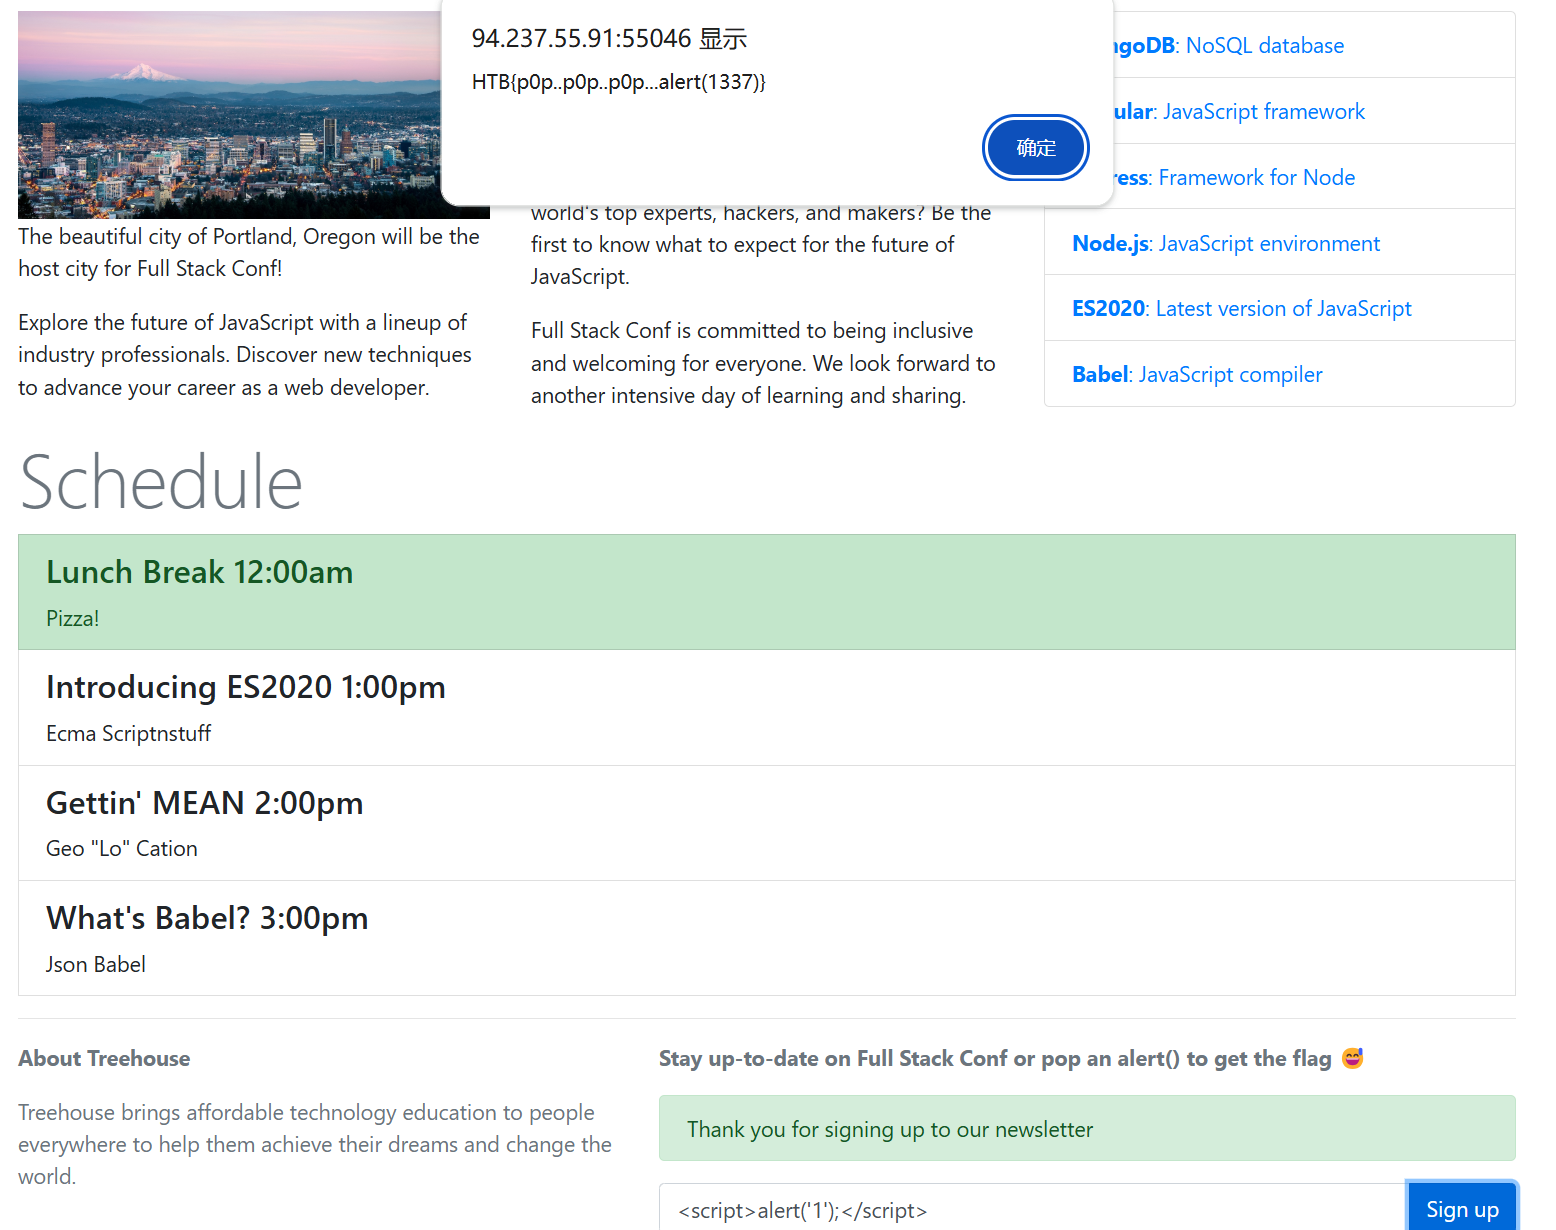 94.237.55.91:55046 显示
HTB{p0p..p0p..p0p...alert(1337)}
确定
The beautiful city of Portland, Oregon will be the
host city for Full Stack Conf!
Explore the future of JavaScript with a lineup of
industry professionals. Discover new techniques
to advance your career as a web developer.
world's top experts, hackers, and makers? Be the
first to know what to expect for the future of
JavaScript.
Full Stack Conf is committed to being inclusive
and welcoming for everyone. We look forward to
another intensive day of learning and sharing.
ngoDB: NoSQL database
ular: JavaScript framework
ress: Framework for Node
Node.js: JavaScript environment
ES2020: Latest version of JavaScript
Babel: JavaScript compiler
Schedule
Lunch Break 12:00am
Pizza!
Introducing ES2020 1:00pm
Ecma Scriptnstuff
Gettin' MEAN 2:00pm
Geo "Lo" Cation
What's Babel? 3:00pm
Json Babel
About Treehouse
Treehouse brings affordable technology education to people
everywhere to help them achieve their dreams and change the
world.
Stay up-to-date on Full Stack Conf or pop an alert() to get the flag 😅
Thank you for signing up to our newsletter
<script>alert('1');</script>
Sign up